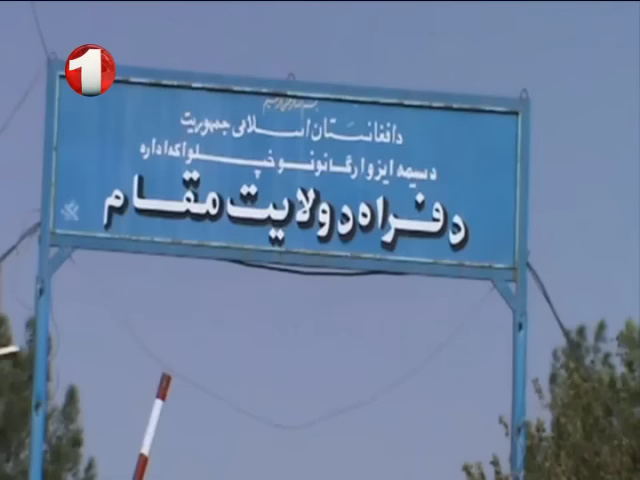 د افغانستان اسلامی جمهوریت
د سیمه ایزو ارگانونو خپلواکه اداره
د فراه د ولایت مقام
1